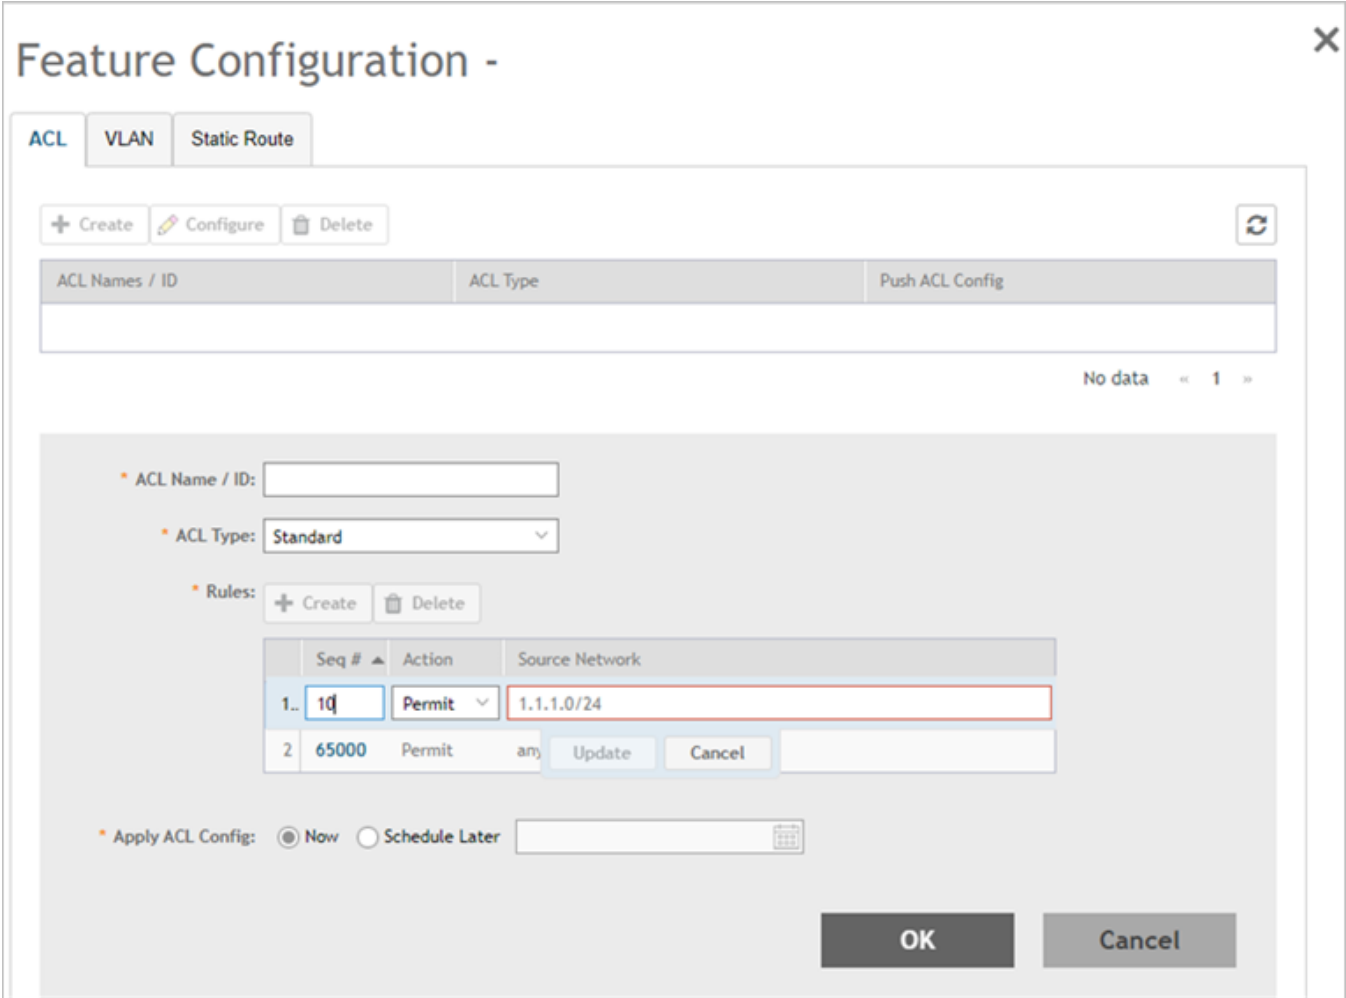 Feature Configuration -
ACL VLAN Static Route
Create Configure Delete
ACL Names / ID ACL Type Push ACL Config
No data « 1 »
* ACL Name / ID:
* ACL Type: Standard
* Rules: Create Delete
Seq # Action Source Network
1.. 10 Permit 1.1.1.0/24
2 65000 Permit any Update Cancel
* Apply ACL Config: Now Schedule Later
OK Cancel